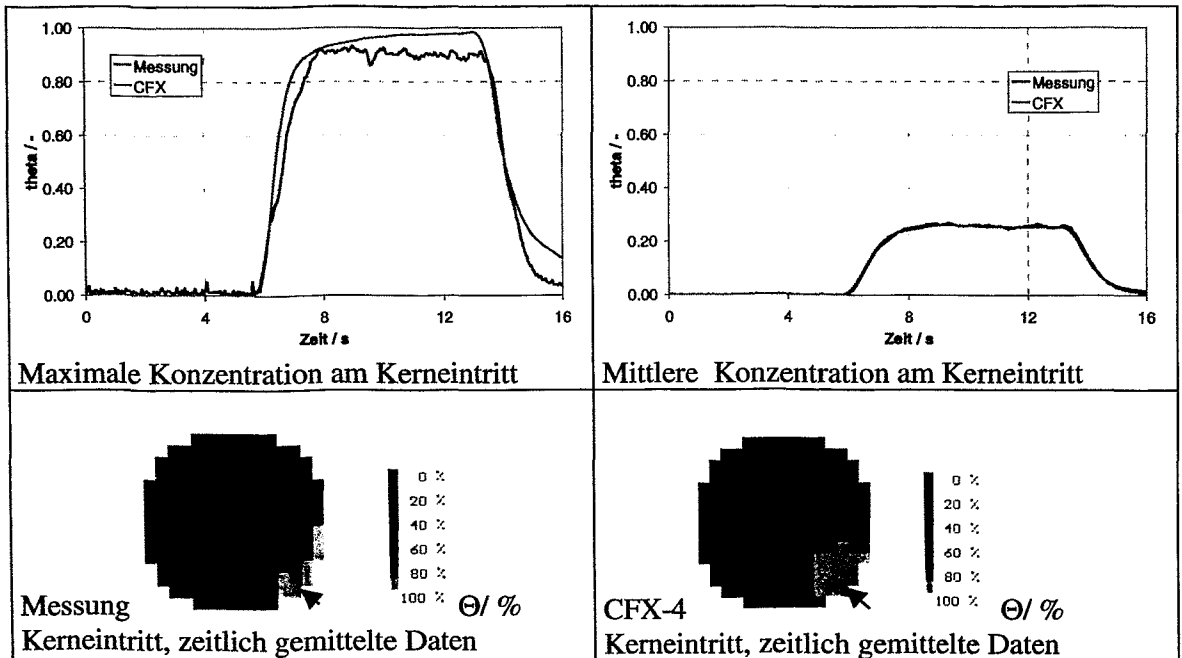 1.00
0.80
0.60
0.40
0.20
0.00
theta / -
Messung
CFX
0
4
8
12
16
Zeit / s
Maximale Konzentration am Kerneintritt
1.00
0.80
0.60
0.40
0.20
0.00
theta / -
Messung
CFX
0
4
8
12
16
Zeit / s
Mittlere Konzentration am Kerneintritt
0 %
20 %
40 %
60 %
80 %
100 %
Θ/ %
Messung
Kerneintritt, zeitlich gemittelte Daten
0 %
20 %
40 %
60 %
80 %
100 %
Θ/ %
CFX-4
Kerneintritt, zeitlich gemittelte Daten